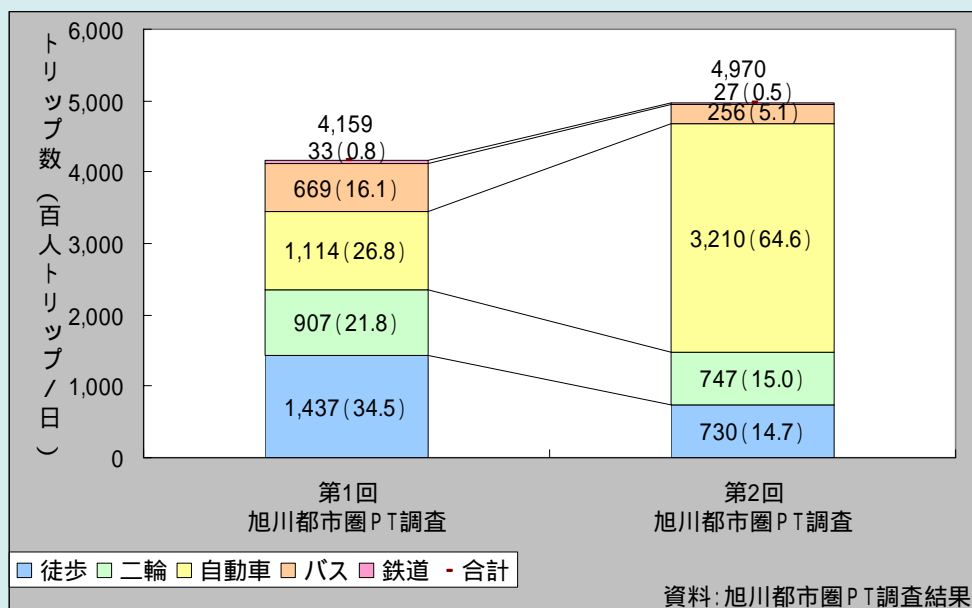 トリップ数(百人トリップ/日)
6,000
5,000
4,000
3,000
2,000
1,000
0
4,159
33(0.8)
669(16.1)
1,114(26.8)
907(21.8)
1,437(34.5)
4,970
27(0.5)
256(5.1)
3,210(64.6)
747(15.0)
730(14.7)
第1回
旭川都市圏PT調査
第2回
旭川都市圏PT調査
徒歩 二輪 自動車 バス 鉄道 合計
資料:旭川都市圏PT調査結果